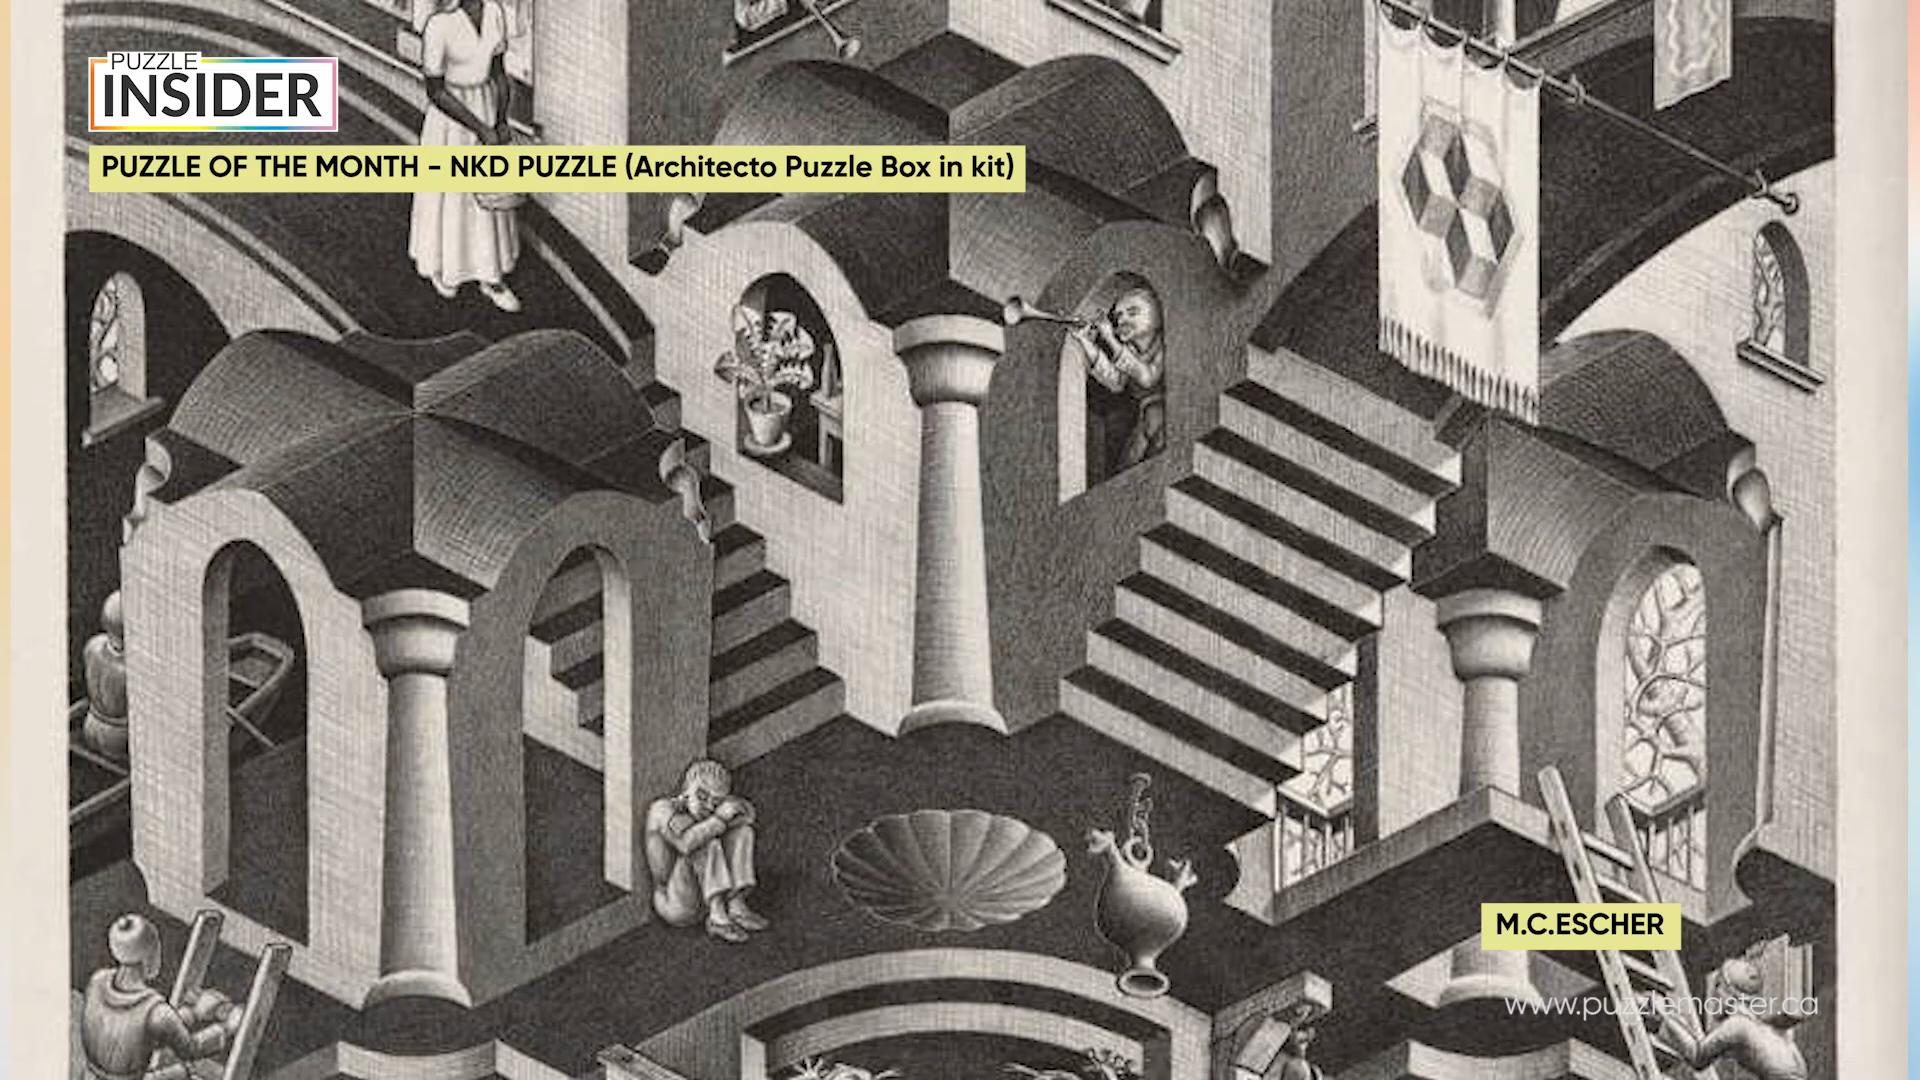 PUZZLE
INSIDER
PUZZLE OF THE MONTH - NKD PUZZLE (Architecto Puzzle Box in kit)
M.C.ESCHER
www.puzzlemaster.ca